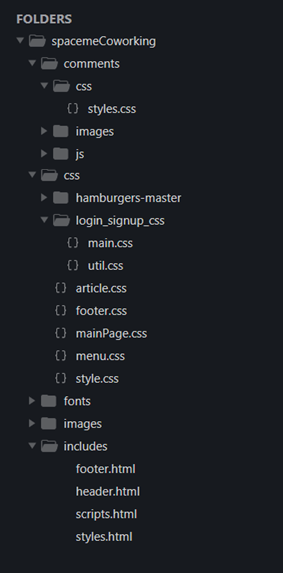 FOLDERS
spacemeCoworking
comments
css
styles.css
images
js
css
hamburgers-master
login_signup_css
main.css
util.css
article.css
footer.css
mainPage.css
menu.css
style.css
fonts
images
includes
footer.html
header.html
scripts.html
styles.html